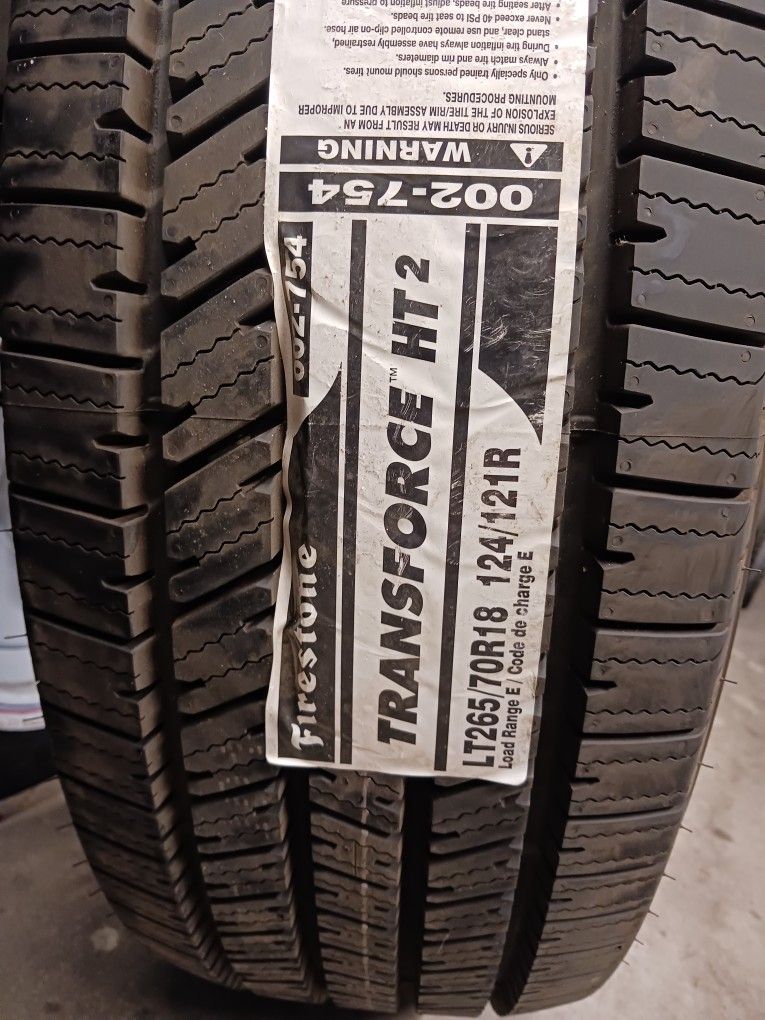 Firestone
002-754
TRANSFORCE™ HT2
LT265/70R18 124/121R
Load Range E / Code de charge E
002-754
WARNING
SERIOUS INJURY OR DEATH MAY RESULT FROM AN
EXPLOSION OF THE TIRE/RIM ASSEMBLY DUE TO IMPROPER
MOUNTING PROCEDURES.
• Only specially trained persons should mount tires.
• Always match tire and rim diameters.
• During tire inflation always have assembly restrained,
stand clear, and use remote controlled clip-on air hose.
• Never exceed 40 PSI to seat tire beads.
• After seating tire beads, adjust inflation to pressure